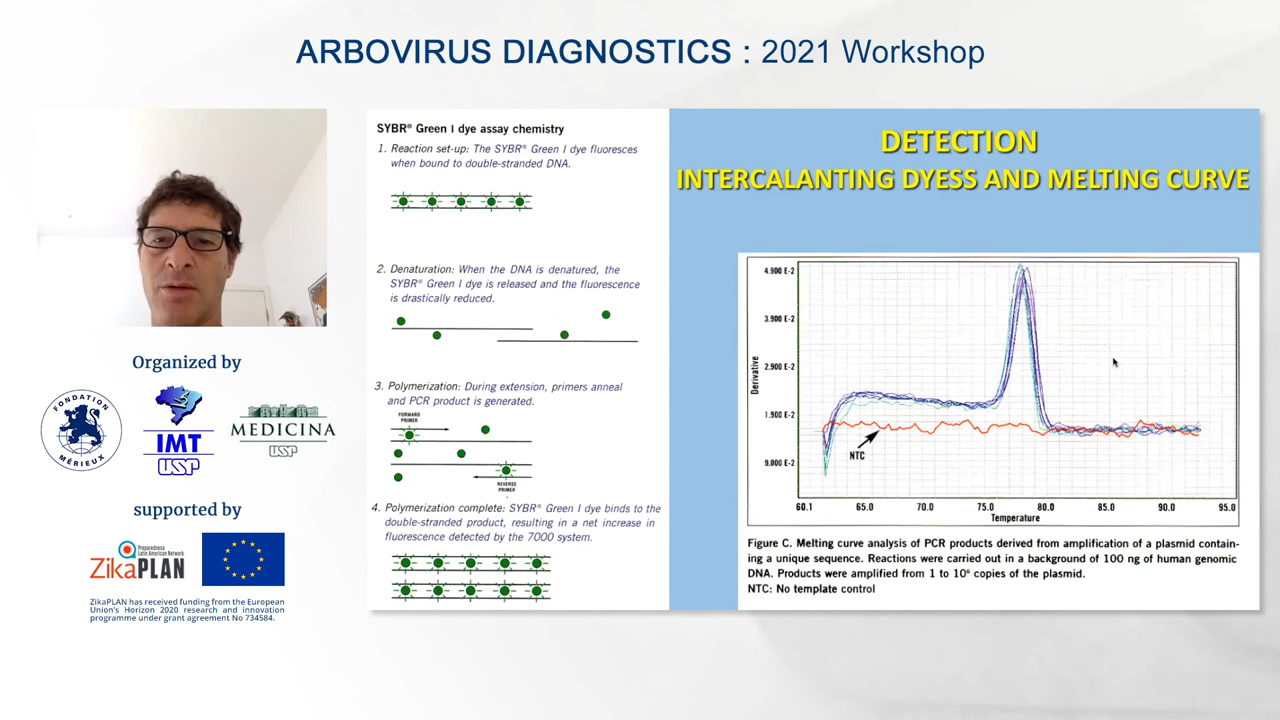 ARBOVIRUS DIAGNOSTICS : 2021 Workshop
Organized by
FONDATION
MÉRIEUX
IMT
USP
MEDICINA
USP
supported by
Preparedness
Latin American Network
ZikaPLAN
ZikaPLAN has received funding from the European
Union's Horizon 2020 research and innovation
programme under grant agreement No 734584.
SYBR® Green I dye assay chemistry
1. Reaction set-up: The SYBR® Green I dye fluoresces
when bound to double-stranded DNA.
2. Denaturation: When the DNA is denatured, the
SYBR® Green I dye is released and the fluorescence
is drastically reduced.
3. Polymerization: During extension, primers anneal
and PCR product is generated.
FORWARD
PRIMER
REVERSE
PRIMER
4. Polymerization complete: SYBR® Green I dye binds to the
double-stranded product, resulting in a net increase in
fluorescence detected by the 7000 system.
DETECTION
INTERCALANTING DYESS AND MELTING CURVE
4.900 E-2
3.900 E-2
2.900 E-2
1.900 E-2
9.000 E-2
Derivative
NTC
60.1 65.0 70.0 75.0 80.0 85.0 90.0 95.0
Temperature
Figure C. Melting curve analysis of PCR products derived from amplification of a plasmid contain-
ing a unique sequence. Reactions were carried out in a background of 100 ng of human genomic
DNA. Products were amplified from 1 to 10⁶ copies of the plasmid.
NTC: No template control